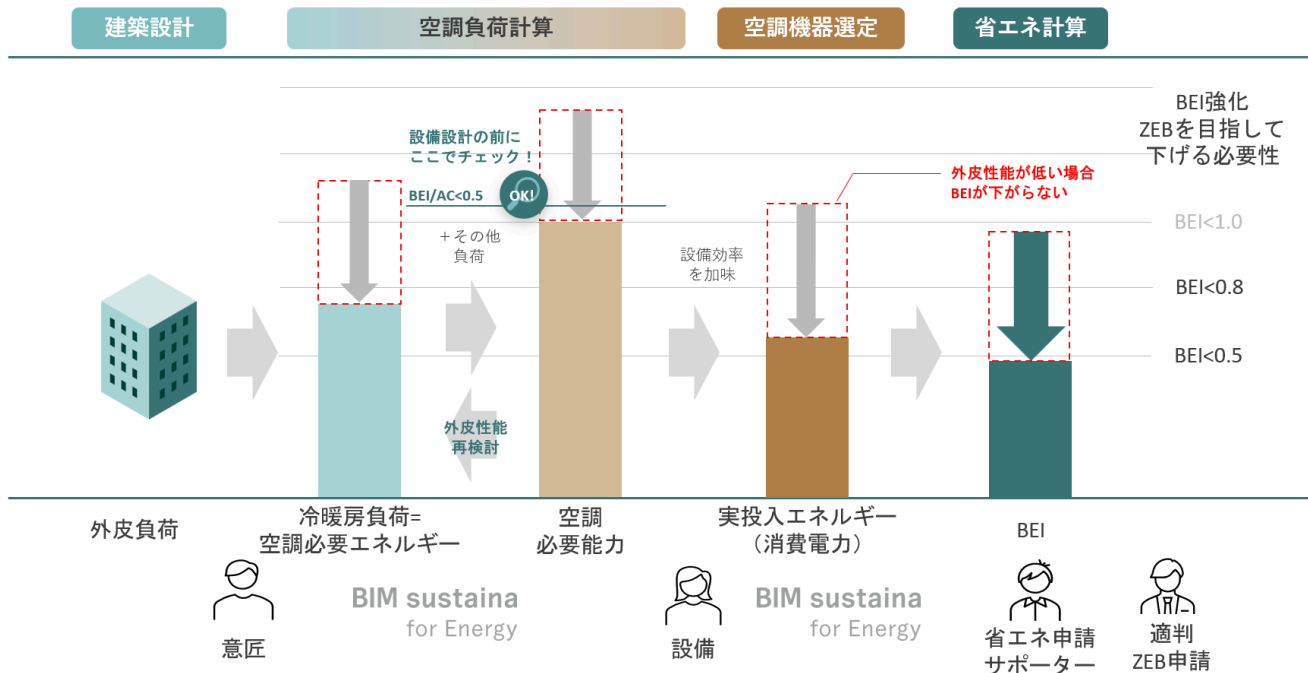 建築設計
空調負荷計算
空調機器選定
省エネ計算
BEI強化
ZEBを目指して
下げる必要性
設備設計の前に
ここでチェック！
BEI/AC<0.5
OK!
外皮性能が低い場合
BEIが下がらない
BEI<1.0
＋その他
負荷
設備効率
を加味
BEI<0.8
BEI<0.5
外皮性能
再検討
外皮負荷
冷暖房負荷=
空調必要エネルギー
空調
必要能力
実投入エネルギー
（消費電力）
BEI
BIM sustaina
for Energy
BIM sustaina
for Energy
意匠
設備
省エネ申請
サポーター
適判
ZEB申請